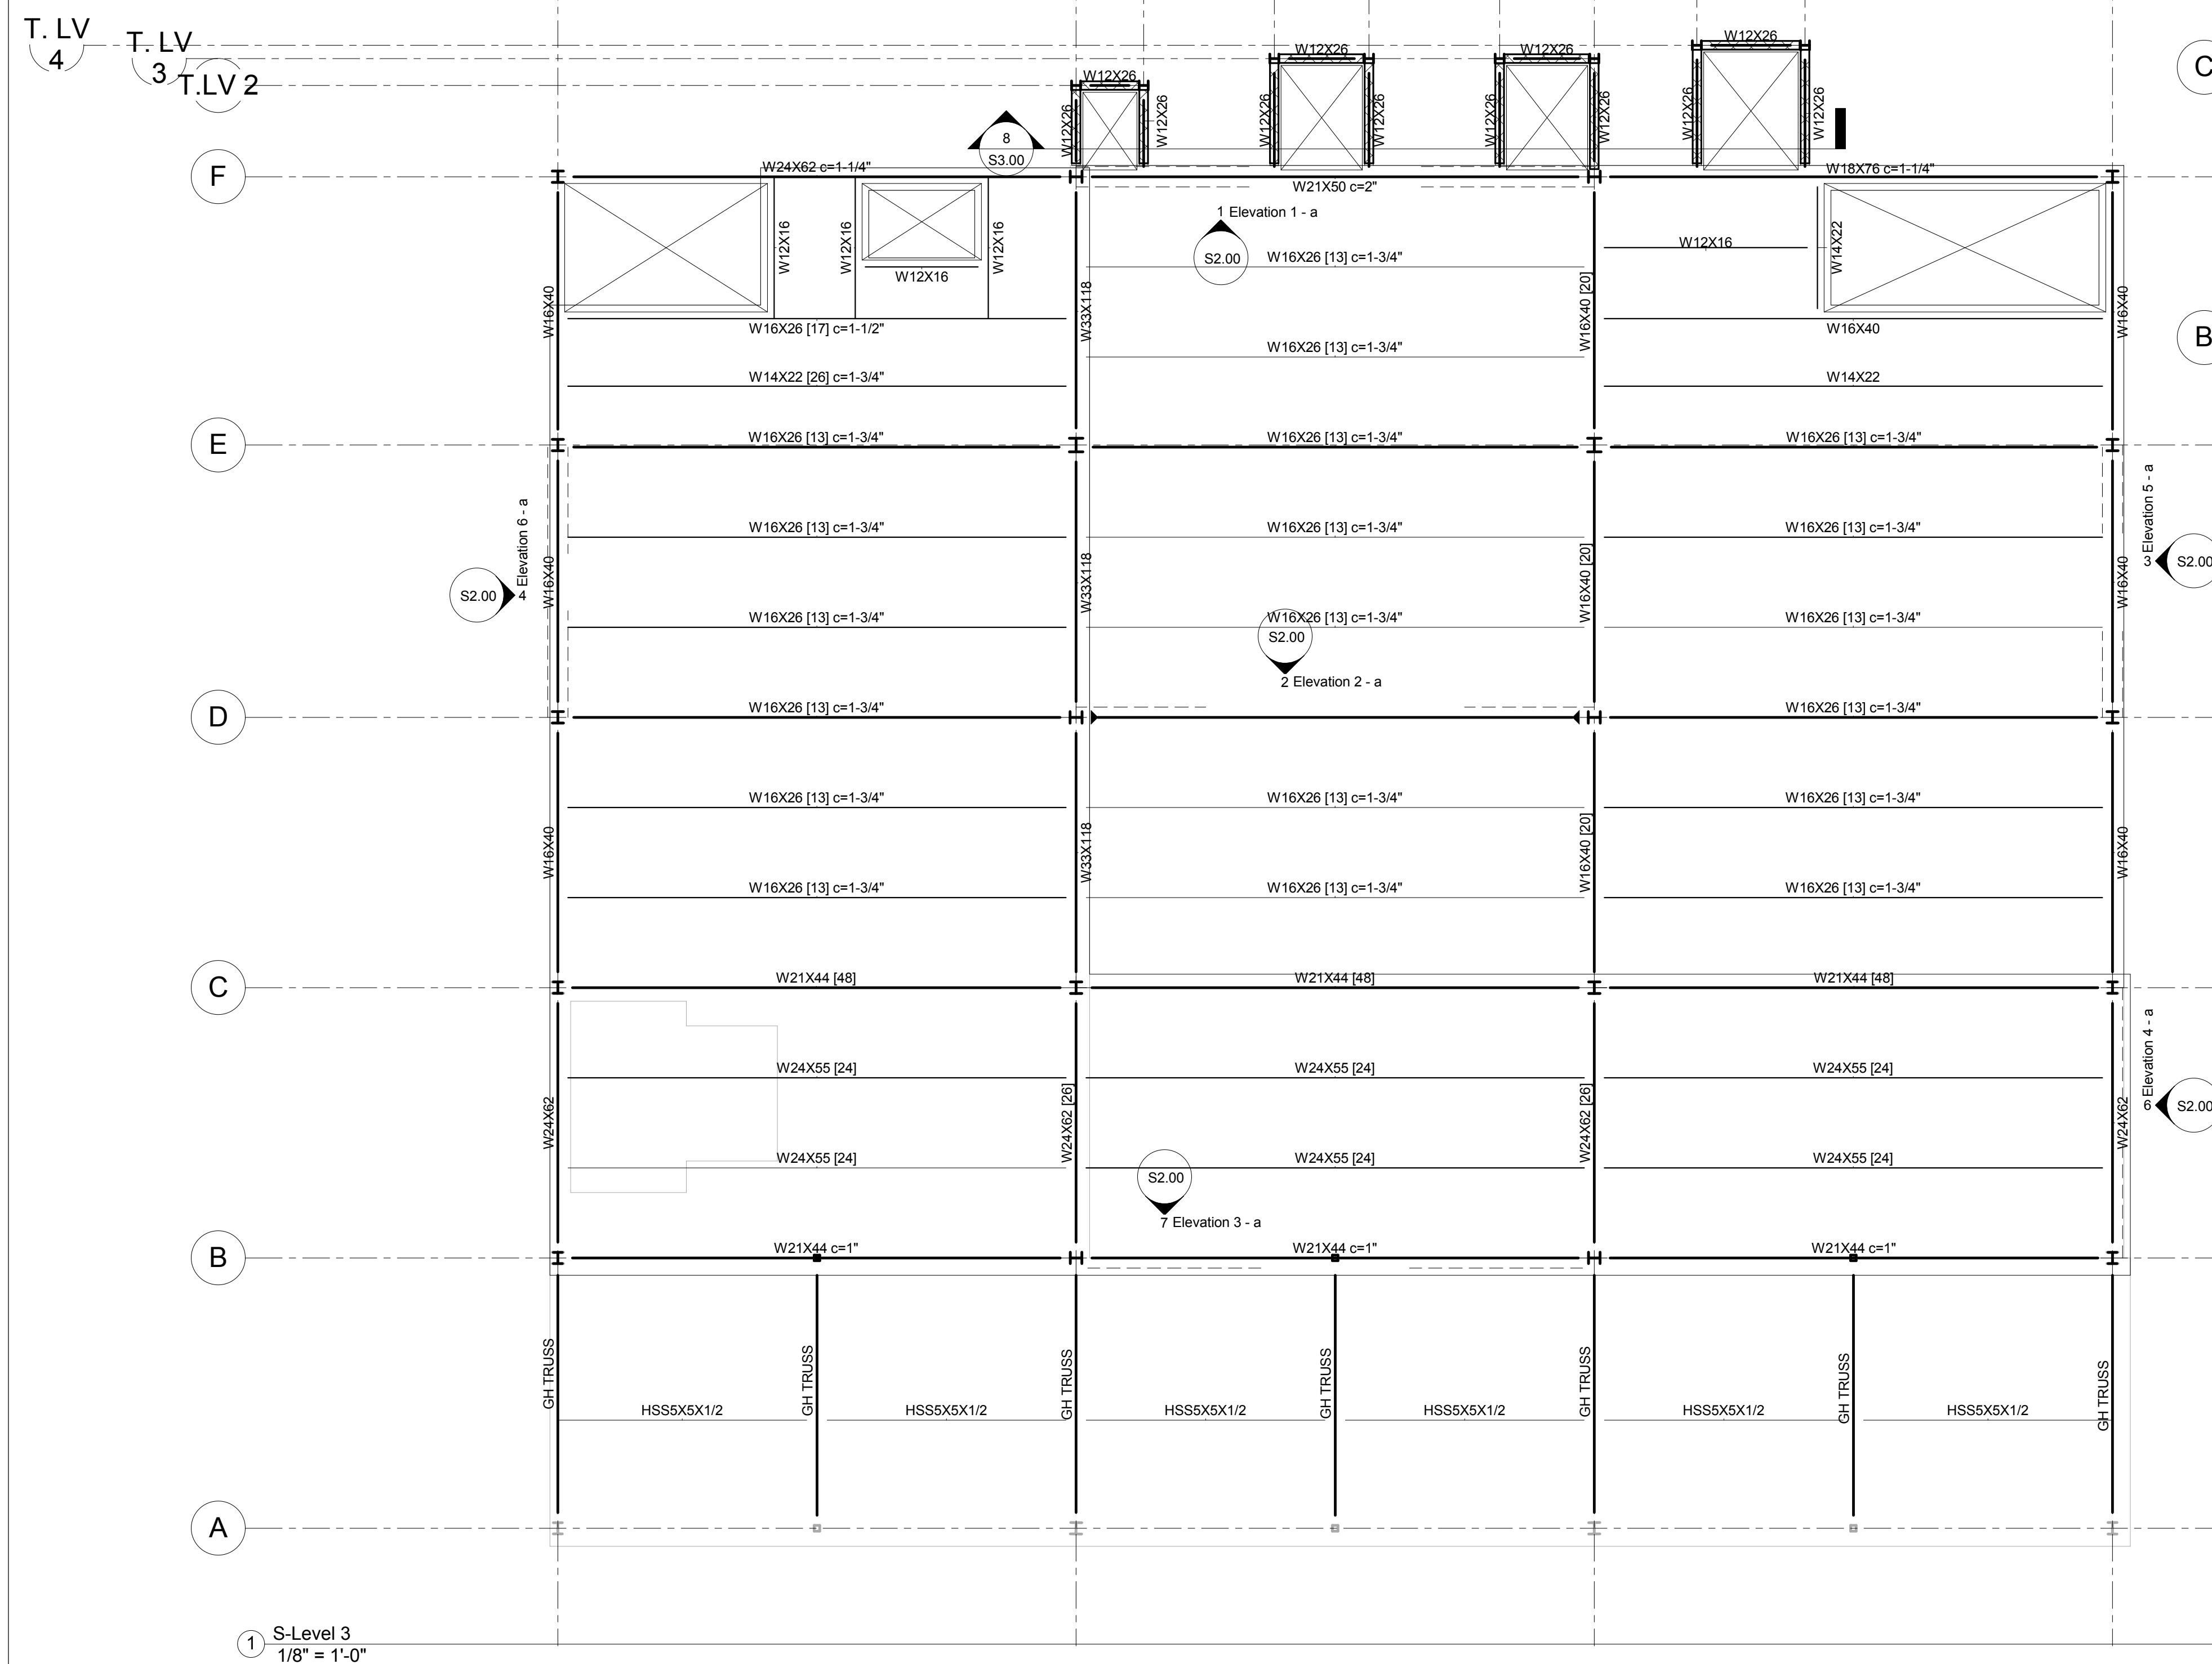 T. LV
4
T. LV
3
T.LV 2
C
W12X26
W12X26
W12X26
W12X26
W12X26
W12X26
W12X26
W12X26
W12X26
W12X26
W12X26
W12X26
8
S3.00
F
W24X62 c=1-1/4"
W21X50 c=2"
W18X76 c=1-1/4"
1 Elevation 1 - a
S2.00
W12X16
W12X16
W12X16
W12X16
W16X26 [13] c=1-3/4"
W12X16
W14X22
W16X40
W33X118
W16X40 [20]
W16X40
B
W16X26 [17] c=1-1/2"
W16X40
W16X26 [13] c=1-3/4"
W14X22 [26] c=1-3/4"
W14X22
E
W16X26 [13] c=1-3/4"
W16X26 [13] c=1-3/4"
W16X26 [13] c=1-3/4"
W16X26 [13] c=1-3/4"
W16X26 [13] c=1-3/4"
W16X26 [13] c=1-3/4"
S2.00
4
Elevation 6 - a
W16X40
W33X118
W16X40 [20]
W16X40
3
Elevation 5 - a
S2.00
W16X26 [13] c=1-3/4"
W16X26 [13] c=1-3/4"
W16X26 [13] c=1-3/4"
S2.00
2 Elevation 2 - a
D
W16X26 [13] c=1-3/4"
W16X26 [13] c=1-3/4"
W16X26 [13] c=1-3/4"
W16X26 [13] c=1-3/4"
W16X26 [13] c=1-3/4"
W16X40
W33X118
W16X40 [20]
W16X40
W16X26 [13] c=1-3/4"
W16X26 [13] c=1-3/4"
W16X26 [13] c=1-3/4"
C
W21X44 [48]
W21X44 [48]
W21X44 [48]
W24X55 [24]
W24X55 [24]
W24X55 [24]
W24X62
W24X62 [26]
W24X62 [26]
W24X62
6
Elevation 4 - a
S2.00
W24X55 [24]
W24X55 [24]
W24X55 [24]
S2.00
7 Elevation 3 - a
B
W21X44 c=1"
W21X44 c=1"
W21X44 c=1"
GH TRUSS
GH TRUSS
GH TRUSS
GH TRUSS
GH TRUSS
GH TRUSS
GH TRUSS
HSS5X5X1/2
HSS5X5X1/2
HSS5X5X1/2
HSS5X5X1/2
HSS5X5X1/2
HSS5X5X1/2
A
1
S-Level 3
1/8" = 1'-0"